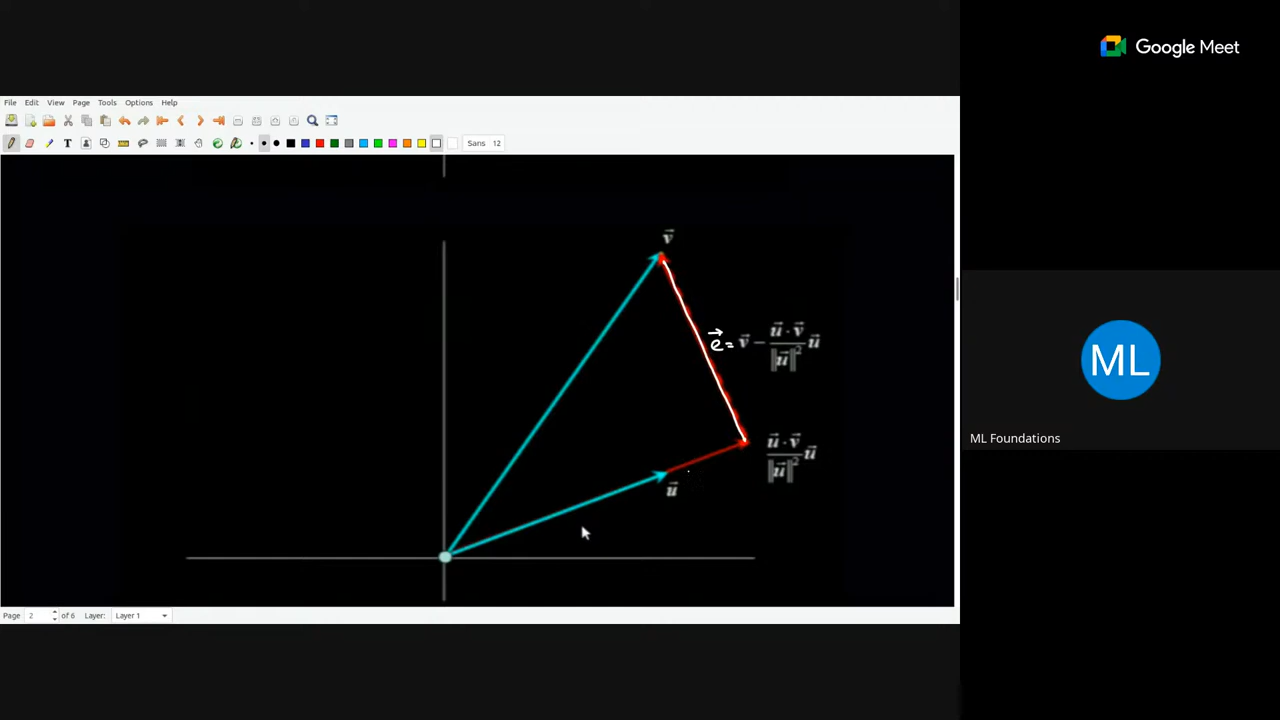 Google Meet
File Edit View Page Tools Options Help
Sans 12
v⃗
e⃗ = v⃗ − (u⃗ · v⃗ / ‖u⃗‖²) u⃗
(u⃗ · v⃗ / ‖u⃗‖²) u⃗
u⃗
ML
ML Foundations
Page 2 of 6 Layer: Layer 1